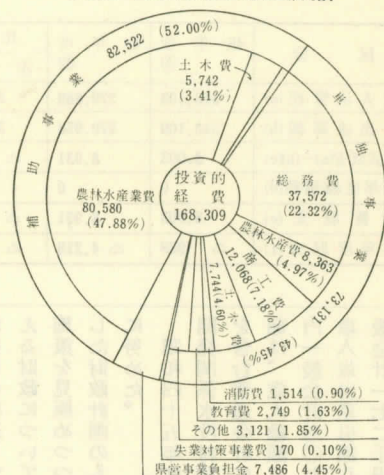 82,522 (52.00%)
補助事業
土木費
5,742
(3.41%)
農林水産業費
80,580
(47.88%)
投資的
経費
168,309
単独事業
総務費
37,572
(22.32%)
農林水産費 8,363
(4.97%)
商工費
12,068(7.18%)
土木費
7,744(4.60%)
73,131
(43.45%)
消防費 1,514 (0.90%)
教育費 2,749 (1.63%)
その他 3,121 (1.85%)
失業対策事業費 170 (0.10%)
県営事業負担金 7,486 (4.45%)